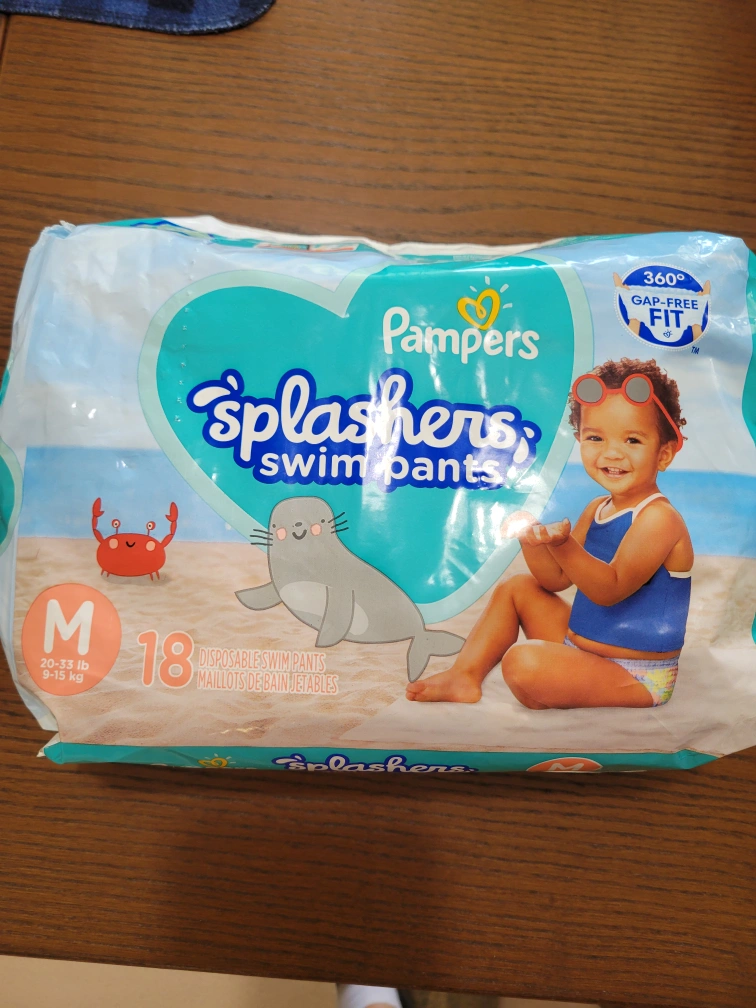 360°
GAP-FREE
FIT
TM
Pampers
splashers
swim pants
M
20-33 lb
9-15 kg
18
DISPOSABLE SWIM PANTS
MAILLOTS DE BAIN JETABLES
splashers
M